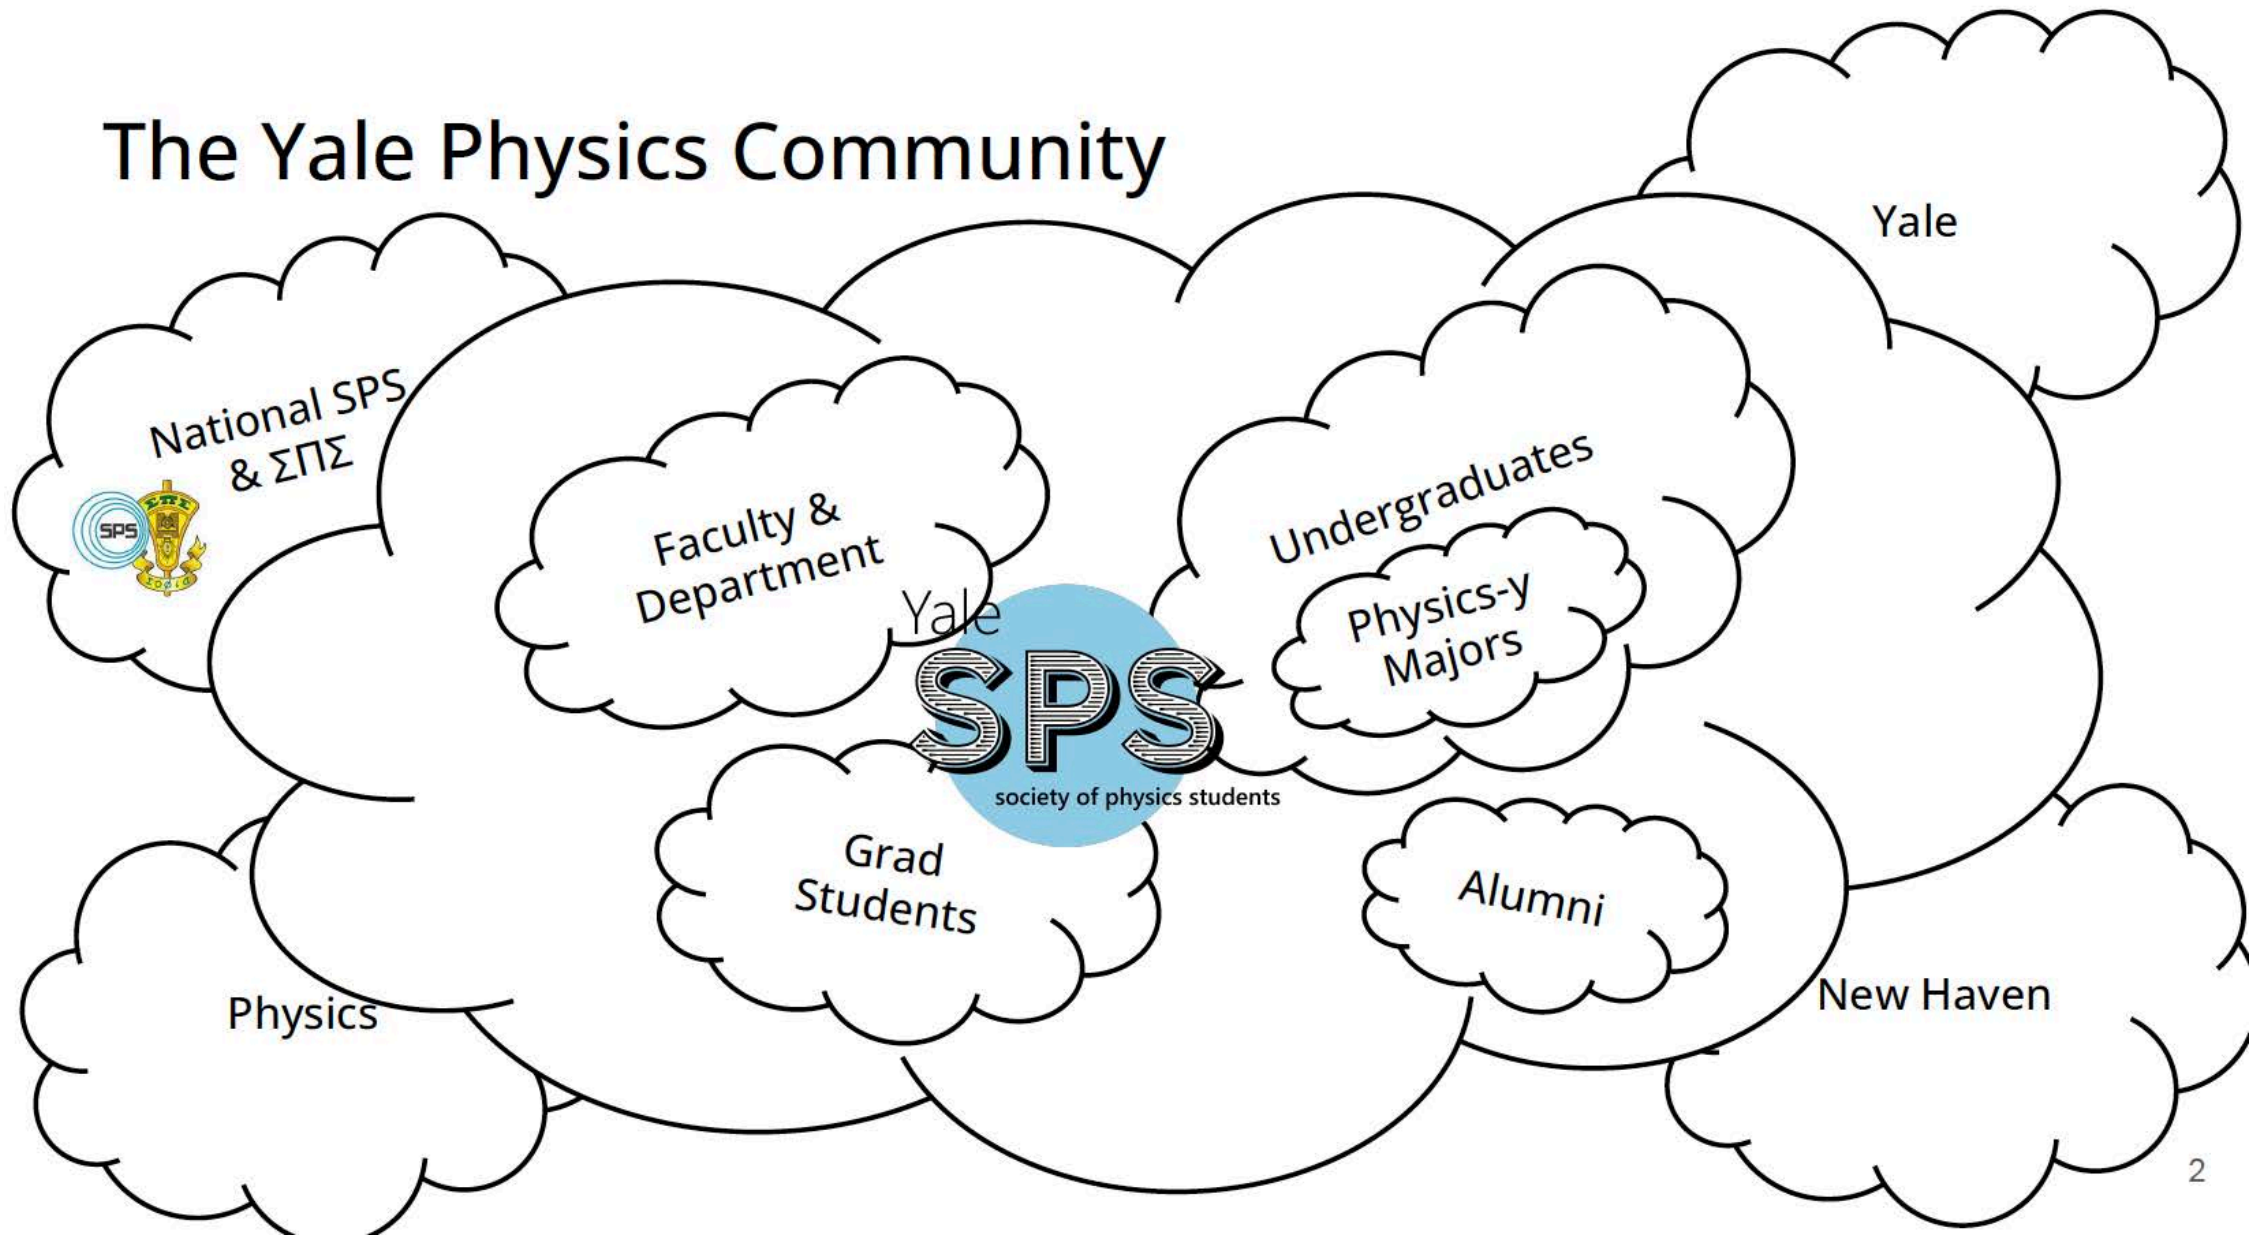 The Yale Physics Community
Yale
National SPS
& ΣΠΣ
SPS
ΣΠΣ
Faculty &
Department
Undergraduates
Physics-y
Majors
Yale
SPS
society of physics students
Grad
Students
Alumni
Physics
New Haven
2